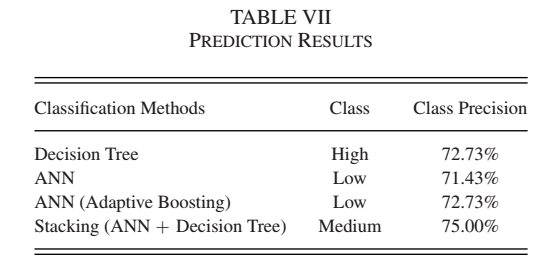 TABLE VII
PREDICTION RESULTS
Classification Methods Class Class Precision
Decision Tree High 72.73%
ANN Low 71.43%
ANN (Adaptive Boosting) Low 72.73%
Stacking (ANN + Decision Tree) Medium 75.00%